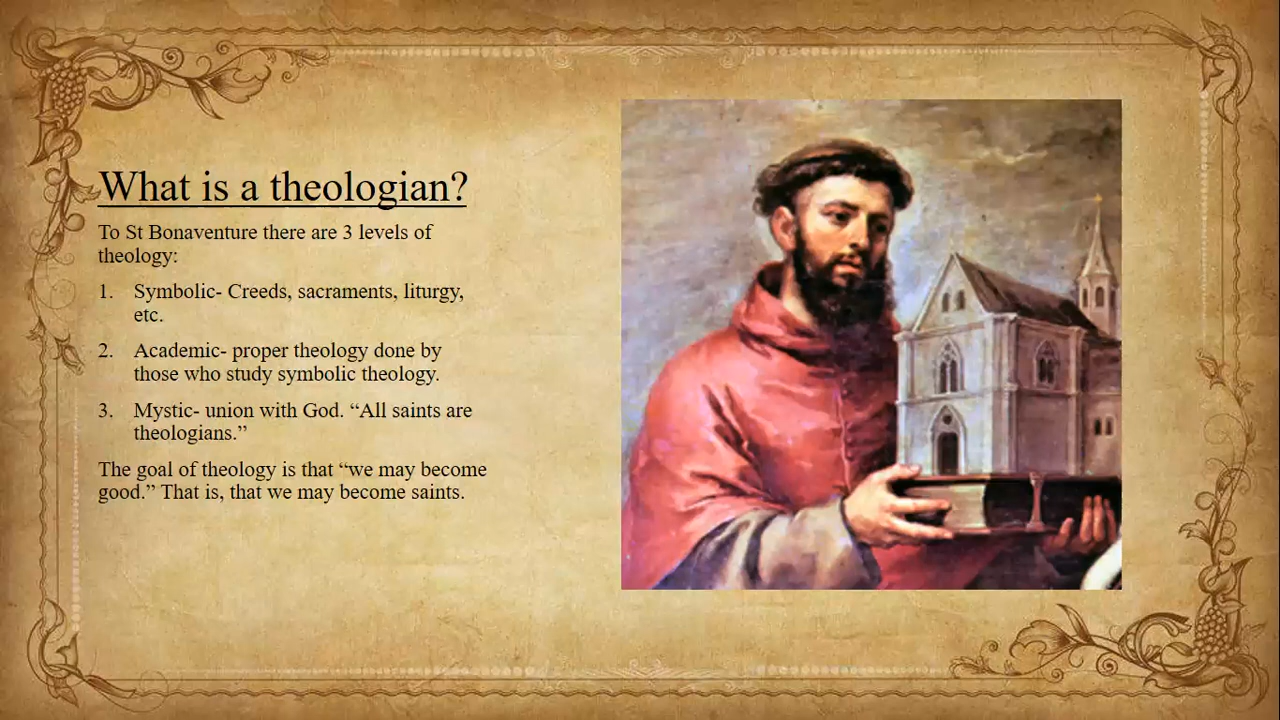 What is a theologian?
To St Bonaventure there are 3 levels of
theology:
1. Symbolic- Creeds, sacraments, liturgy,
etc.
2. Academic- proper theology done by
those who study symbolic theology.
3. Mystic- union with God. “All saints are
theologians.”
The goal of theology is that “we may become
good.” That is, that we may become saints.